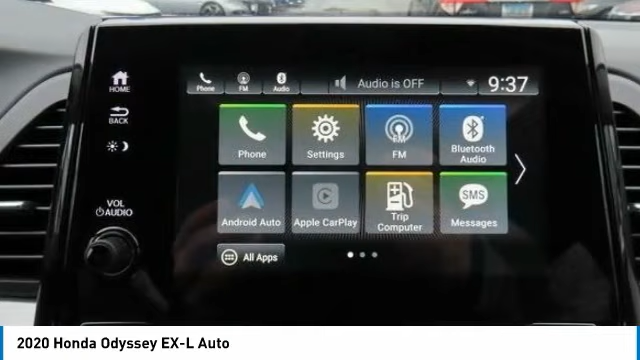 HOME
BACK
VOL
AUDIO
Phone
FM
Audio
Audio is OFF
9:37
Phone
Settings
FM
FM
Bluetooth
Audio
Android Auto
Apple CarPlay
Trip
Computer
SMS
Messages
All Apps
2020 Honda Odyssey EX-L Auto